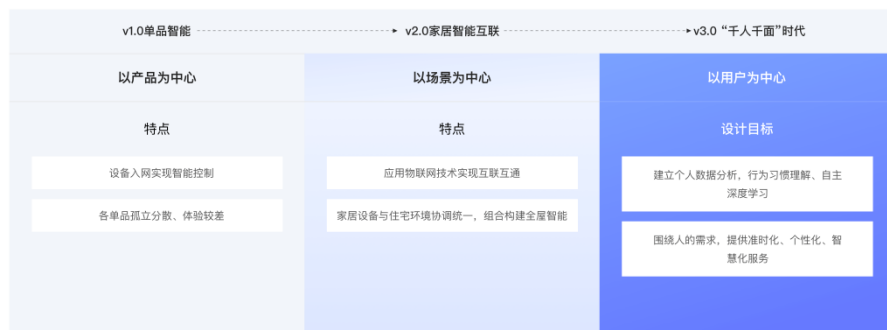 v1.0单品智能
v2.0家居智能互联
v3.0 “千人千面”时代
以产品为中心
以场景为中心
以用户为中心
特点
特点
设计目标
设备入网实现智能控制
应用物联网技术实现互联互通
建立个人数据分析，行为习惯理解、自主
深度学习
各单品孤立分散、体验较差
家居设备与住宅环境协调统一，组合构建全屋智能
围绕人的需求，提供准时化、个性化、智
慧化服务